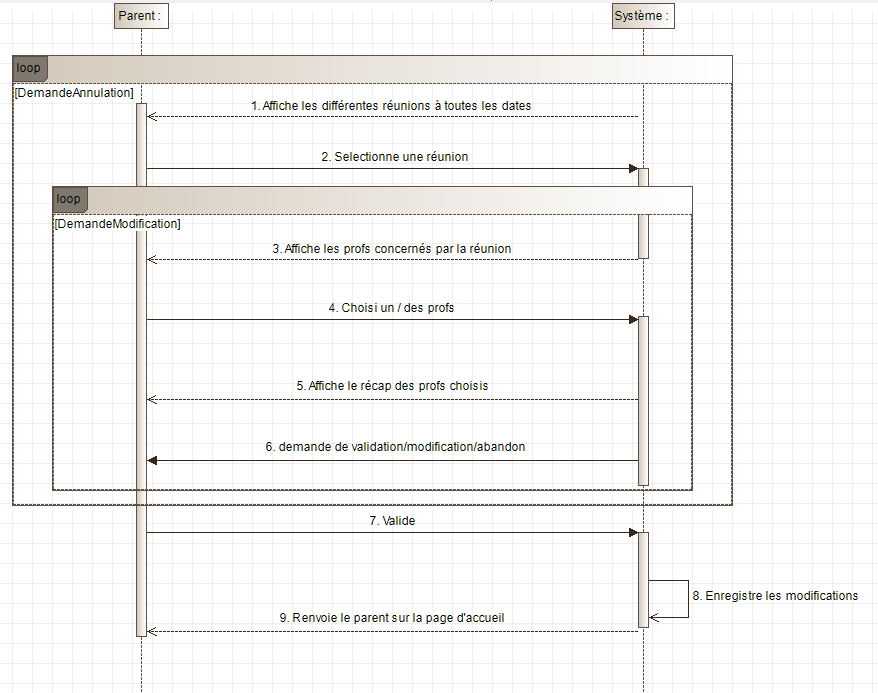 Parent :
Système :
loop
[DemandeAnnulation]
1. Affiche les différentes réunions à toutes les dates
2. Selectionne une réunion
loop
[DemandeModification]
3. Affiche les profs concernés par la réunion
4. Choisi un / des profs
5. Affiche le récap des profs choisis
6. demande de validation/modification/abandon
7. Valide
8. Enregistre les modifications
9. Renvoie le parent sur la page d'accueil